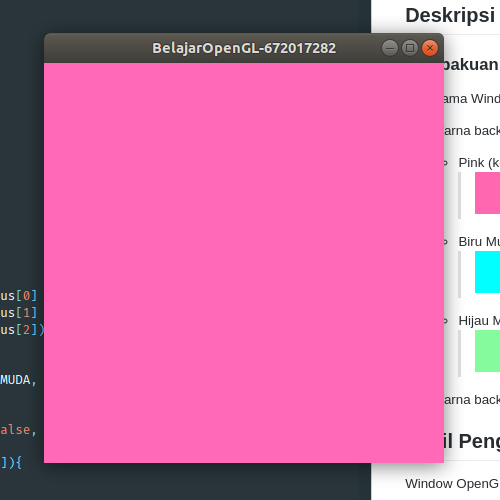 BelajarOpenGL-672017282
us[0]
us[1]
us[2])
MUDA,
alse,
]){
Deskripsi
bakuan
ama Wind
arna back
Pink (k
Biru Mu
Hijau M
arna back
il Peng
Window OpenG